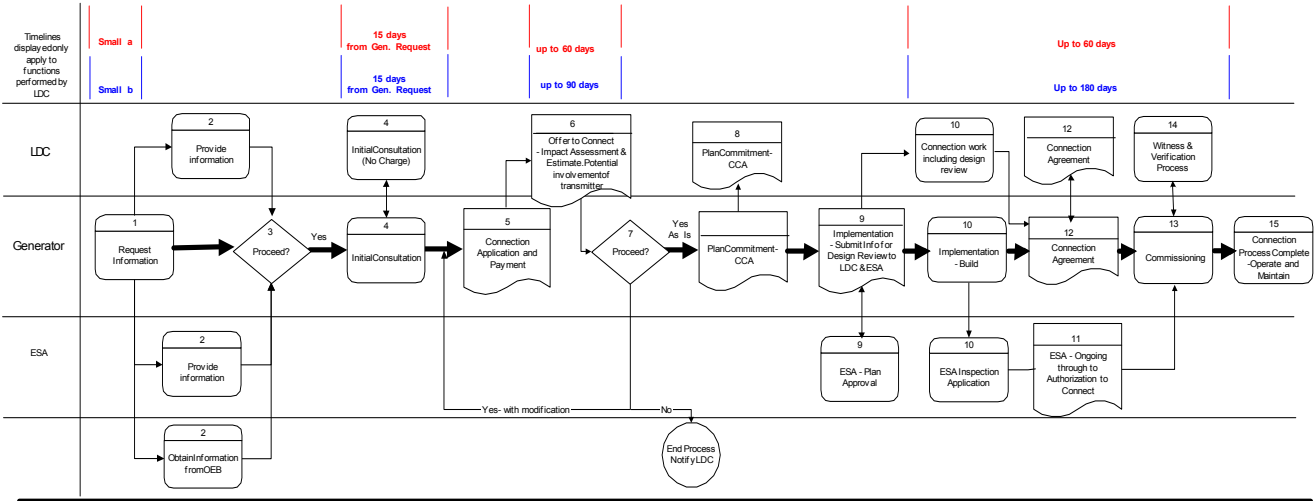 Timelines
displayed only
apply to
functions
performed by
LDC
Small a
15 days
from Gen. Request
up to 60 days
Up to 60 days
Small b
15 days
from Gen. Request
up to 90 days
Up to 180 days
LDC
2
Provide
information
4
InitialConsultation
(No Charge)
6
Offer to Connect
- Impact Assessment &
Estimate.Potential
involvementof
transmitter
8
PlanCommitment-
CCA
10
Connection work
including design
review
12
Connection
Agreement
14
Witness &
Verification
Process
Generator
1
Request
Information
3
Proceed?
Yes
4
InitialConsultation
5
Connection
Application and
Payment
7
Proceed?
Yes
As Is
PlanCommitment-
CCA
9
Implementation
- Submit Info for
Design Review to
LDC & ESA
10
Implementation
- Build
12
Connection
Agreement
13
Commissioning
15
Connection
Process Complete
-Operate and
Maintain
ESA
2
Provide
information
9
ESA - Plan
Approval
10
ESA Inspection
Application
11
ESA - Ongoing
through to
Authorization to
Connect
Yes- with modification
No
2
ObtainInformation
fromOEB
End Process
Notify LDC